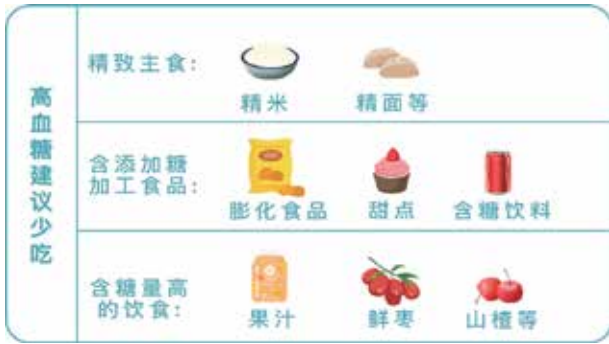 高血糖建议少吃
精致主食：
精米 精面等
含添加糖
加工食品：
膨化食品 甜点 含糖饮料
含糖量高
的饮食：
果汁 鲜枣 山楂等